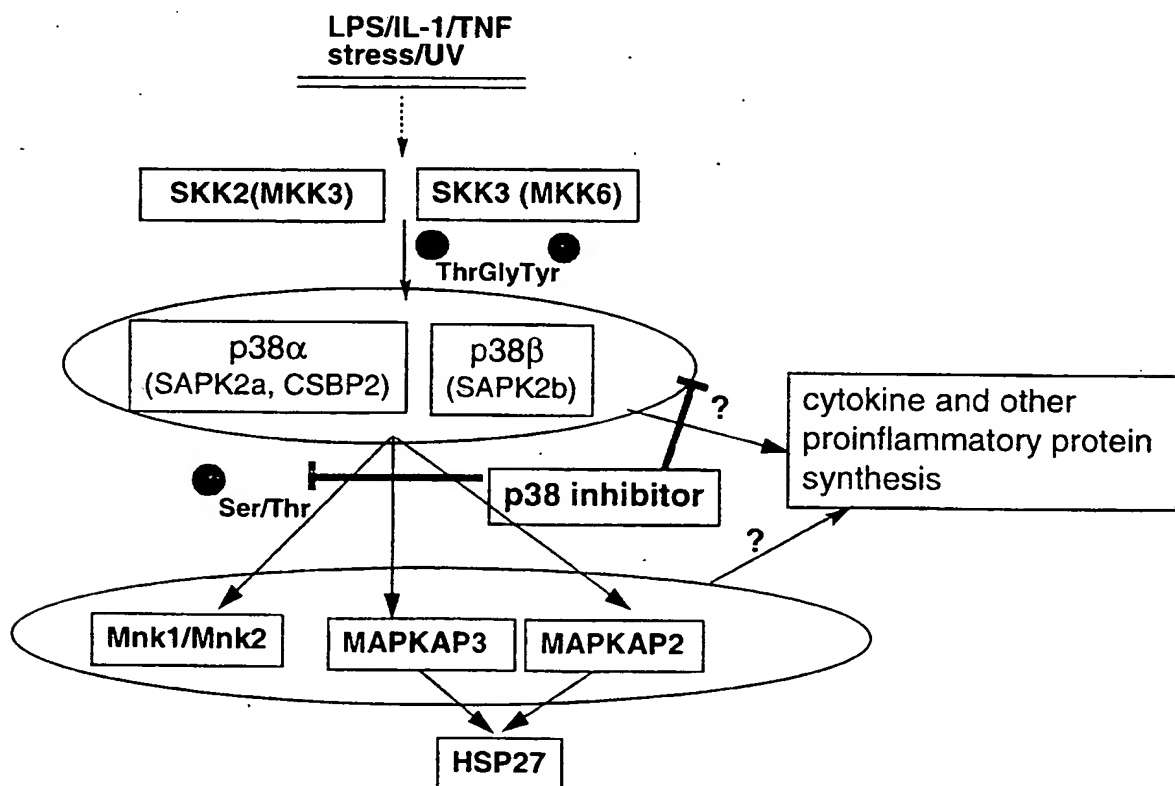 LPS/IL-1/TNF
stress/UV
SKK2(MKK3)
SKK3 (MKK6)
ThrGlyTyr
p38α
(SAPK2a, CSBP2)
p38β
(SAPK2b)
?
cytokine and other
proinflammatory protein
synthesis
Ser/Thr
p38 inhibitor
?
Mnk1/Mnk2
MAPKAP3
MAPKAP2
HSP27